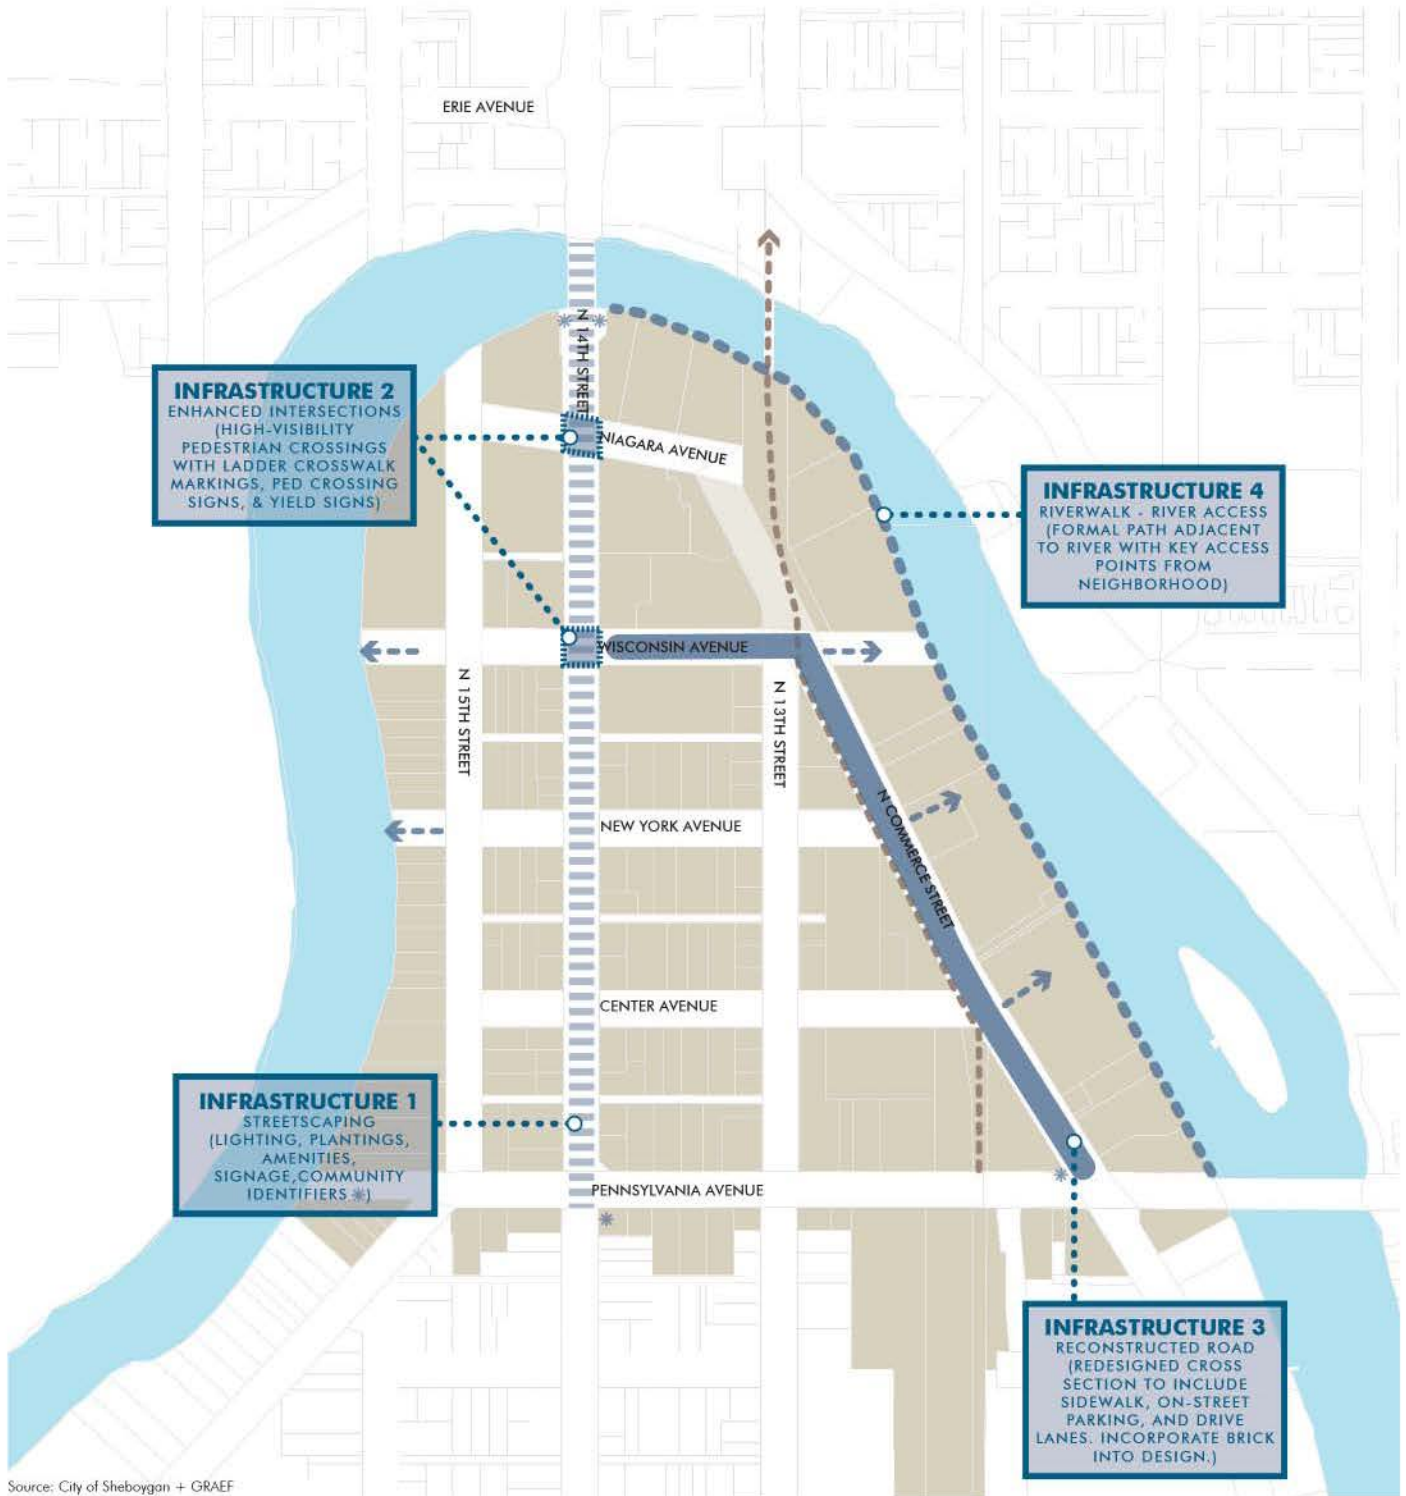 ERIE AVENUE
N 14TH STREET
INFRASTRUCTURE 2
ENHANCED INTERSECTIONS
(HIGH-VISIBILITY
PEDESTRIAN CROSSINGS
WITH LADDER CROSSWALK
MARKINGS, PED CROSSING
SIGNS, & YIELD SIGNS)
NIAGARA AVENUE
INFRASTRUCTURE 4
RIVERWALK - RIVER ACCESS
(FORMAL PATH ADJACENT
TO RIVER WITH KEY ACCESS
POINTS FROM
NEIGHBORHOOD)
WISCONSIN AVENUE
N 15TH STREET
N 13TH STREET
NEW YORK AVENUE
N COMMERCE STREET
CENTER AVENUE
INFRASTRUCTURE 1
STREETSCAPING
(LIGHTING, PLANTINGS,
AMENITIES,
SIGNAGE,COMMUNITY
IDENTIFIERS ✳)
PENNSYLVANIA AVENUE
INFRASTRUCTURE 3
RECONSTRUCTED ROAD
(REDESIGNED CROSS
SECTION TO INCLUDE
SIDEWALK, ON-STREET
PARKING, AND DRIVE
LANES. INCORPORATE BRICK
INTO DESIGN.)
Source: City of Sheboygan + GRAEF